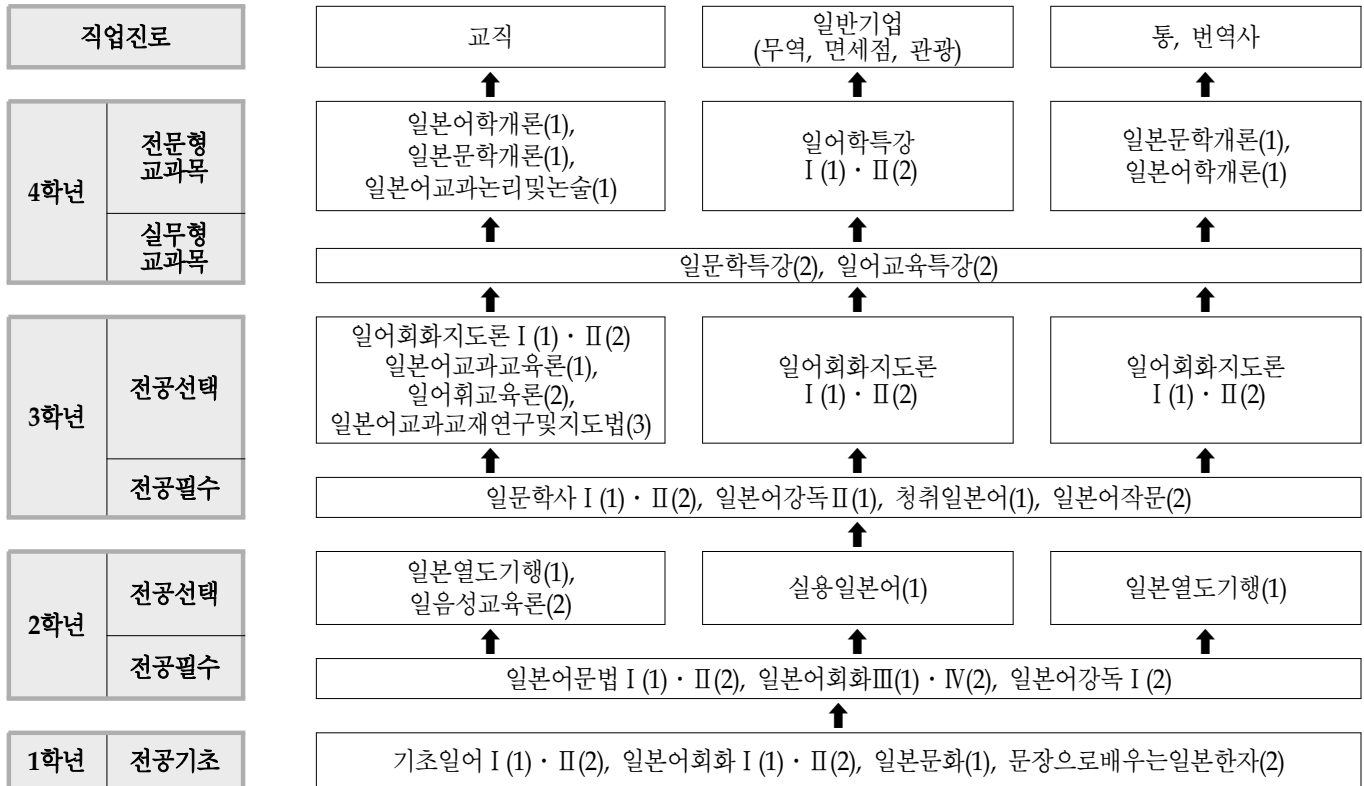 직업진로
교직
일반기업
(무역, 면세점, 관광)
통, 번역사
4학년
전문형
교과목
일본어학개론(1),
일본문학개론(1),
일본어교과논리및논술(1)
일어학특강
Ⅰ(1)・Ⅱ(2)
일본문학개론(1),
일본어학개론(1)
실무형
교과목
일문학특강(2), 일어교육특강(2)
3학년
전공선택
일어회화지도론Ⅰ(1)・Ⅱ(2)
일본어교과교육론(1),
일어휘교육론(2),
일본어교과교재연구및지도법(3)
일어회화지도론
Ⅰ(1)・Ⅱ(2)
일어회화지도론
Ⅰ(1)・Ⅱ(2)
전공필수
일문학사Ⅰ(1)・Ⅱ(2), 일본어강독Ⅱ(1), 청취일본어(1), 일본어작문(2)
2학년
전공선택
일본열도기행(1),
일음성교육론(2)
실용일본어(1)
일본열도기행(1)
전공필수
일본어문법Ⅰ(1)・Ⅱ(2), 일본어회화Ⅲ(1)・Ⅳ(2), 일본어강독Ⅰ(2)
1학년
전공기초
기초일어Ⅰ(1)・Ⅱ(2), 일본어회화Ⅰ(1)・Ⅱ(2), 일본문화(1), 문장으로배우는일본한자(2)